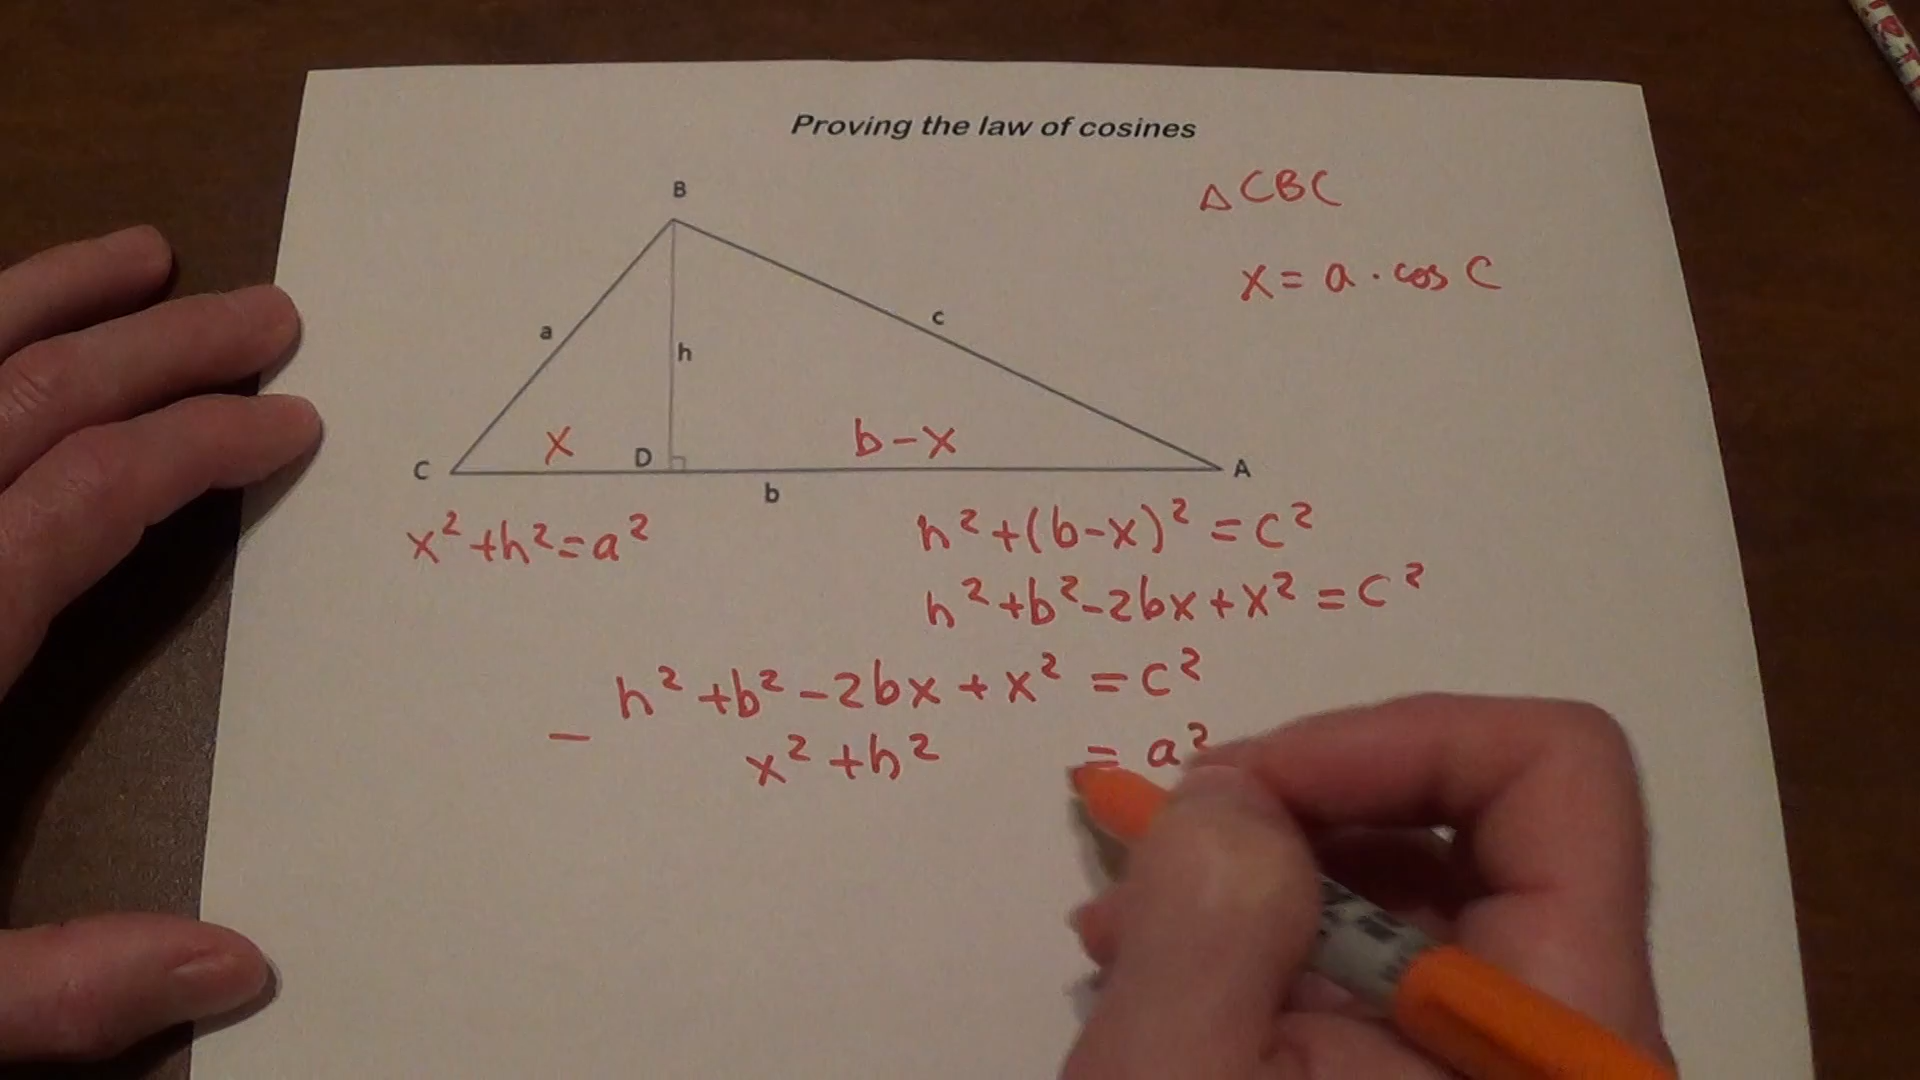 Proving the law of cosines
△ CBC
x = a · cos C
B
a
c
h
x
D
b-x
C
A
b
x²+h²=a²
h²+(b-x)²=c²
h²+b²-2bx+x²=c²
h²+b²-2bx+x²=c²
- x²+h² = a²